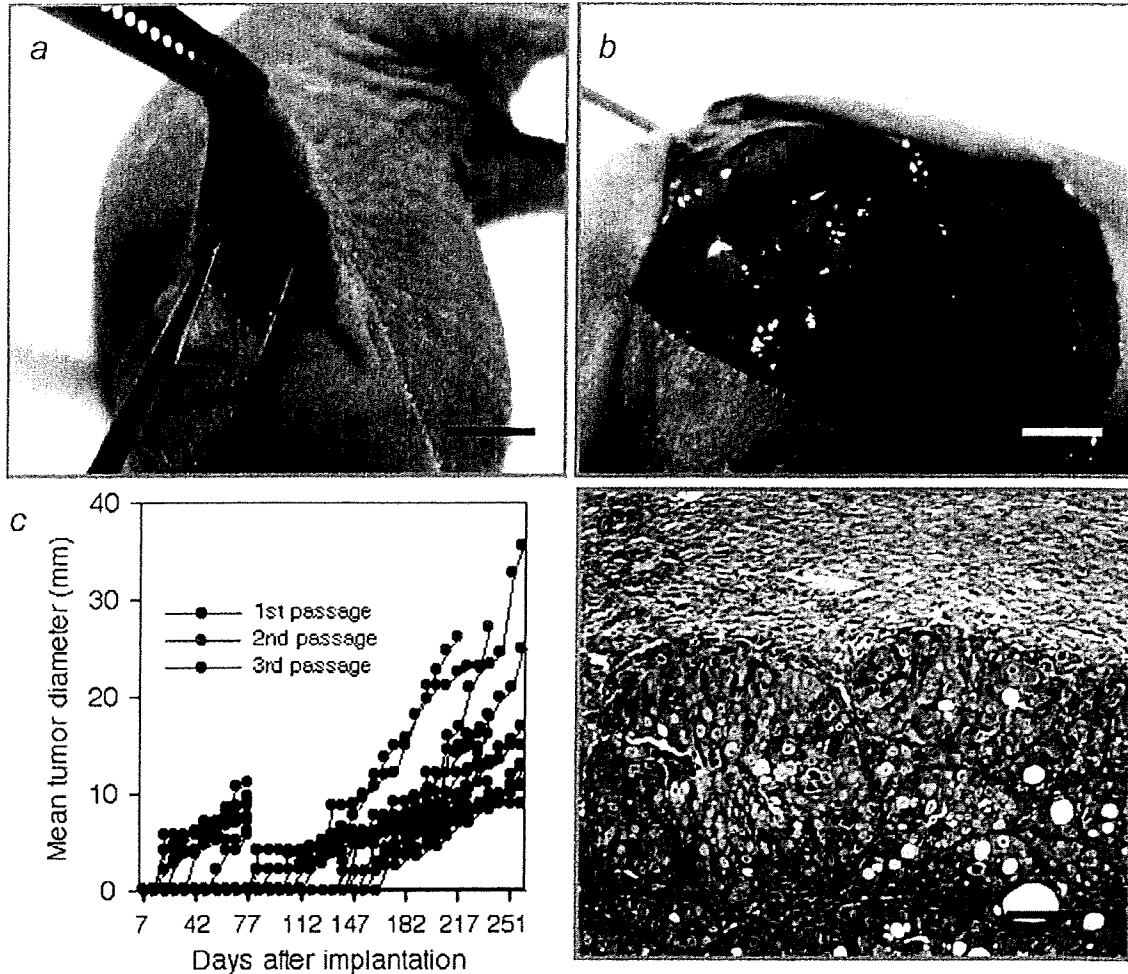 a
b
c
Mean tumor diameter (mm)
40
30
20
10
0
1st passage
2nd passage
3rd passage
7 42 77 112 147 182 217 251
Days after implantation